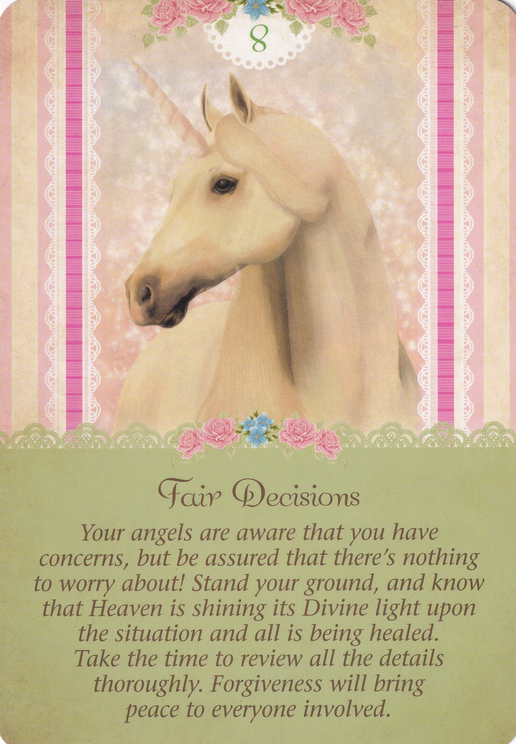 8
Fair Decisions
Your angels are aware that you have
concerns, but be assured that there's nothing
to worry about! Stand your ground, and know
that Heaven is shining its Divine light upon
the situation and all is being healed.
Take the time to review all the details
thoroughly. Forgiveness will bring
peace to everyone involved.